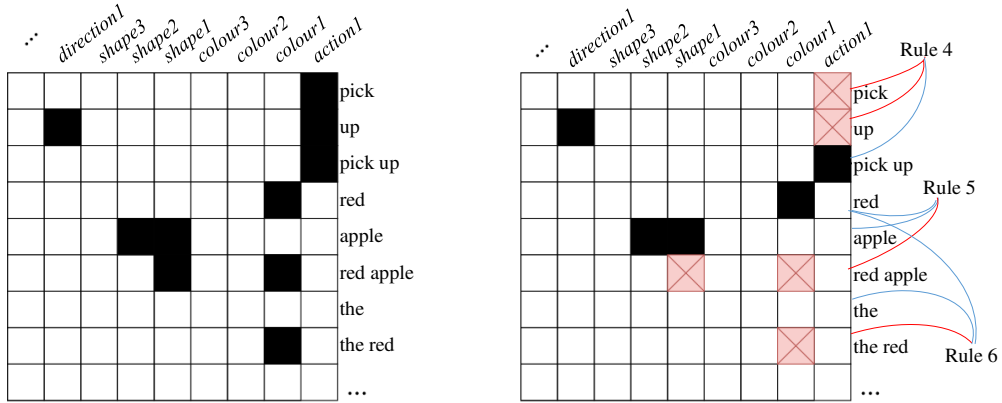 ...
direction1
shape3
shape2
shape1
colour3
colour2
colour1
action1
pick
up
pick up
red
apple
red apple
the
the red
...
...
direction1
shape3
shape2
shape1
colour3
colour2
colour1
action1
Rule 4
pick
up
pick up
red
Rule 5
apple
red apple
the
the red
Rule 6
...